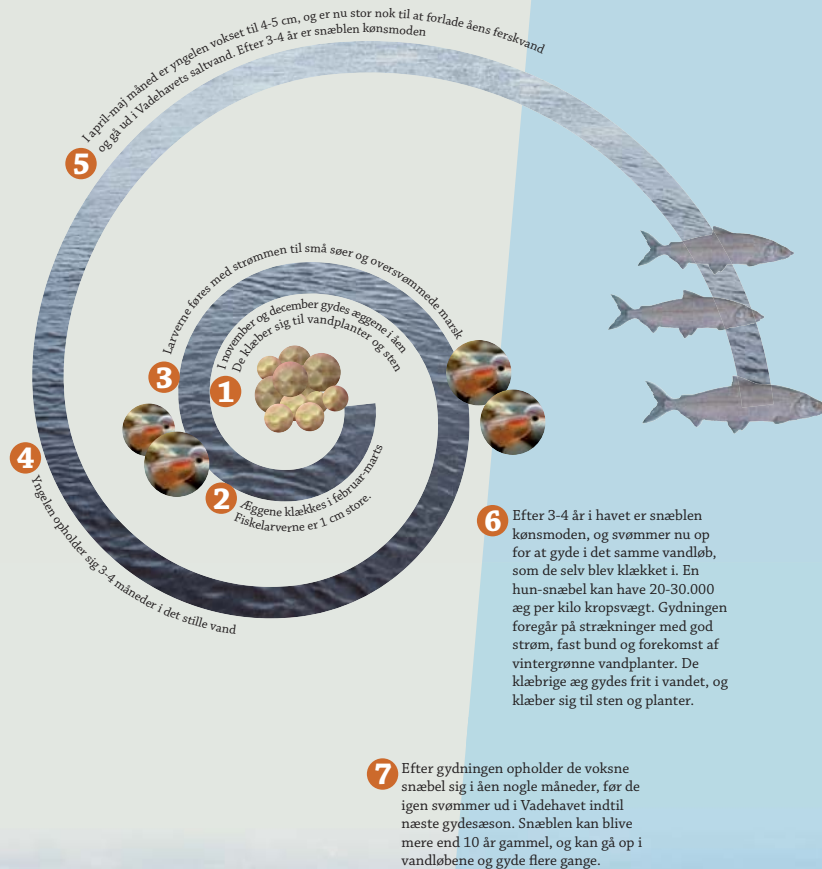 1
I november og december gydes æggene i åen
De klæber sig til vandplanter og sten
2
Æggene klækkes i februar-marts
Fiskelarverne er 1 cm store.
3
Larverne føres med strømmen til små søer og oversvømmede marsk
4
Yngelen opholder sig 3-4 måneder i det stille vand
5
I april-maj måned er yngelen vokset til 4-5 cm, og er nu stor nok til at forlade åens ferskvand
og gå ud i Vadehavets saltvand. Efter 3-4 år er snæblen kønsmoden
6
Efter 3-4 år i havet er snæblen
kønsmoden, og svømmer nu op
for at gyde i det samme vandløb,
som de selv blev klækket i. En
hun-snæbel kan have 20-30.000
æg per kilo kropsvægt. Gydningen
foregår på strækninger med god
strøm, fast bund og forekomst af
vintergrønne vandplanter. De
klæbrige æg gydes frit i vandet, og
klæber sig til sten og planter.
7
Efter gydningen opholder de voksne
snæbel sig i åen nogle måneder, før de
igen svømmer ud i Vadehavet indtil
næste gydesæson. Snæblen kan blive
mere end 10 år gammel, og kan gå op i
vandløbene og gyde flere gange.